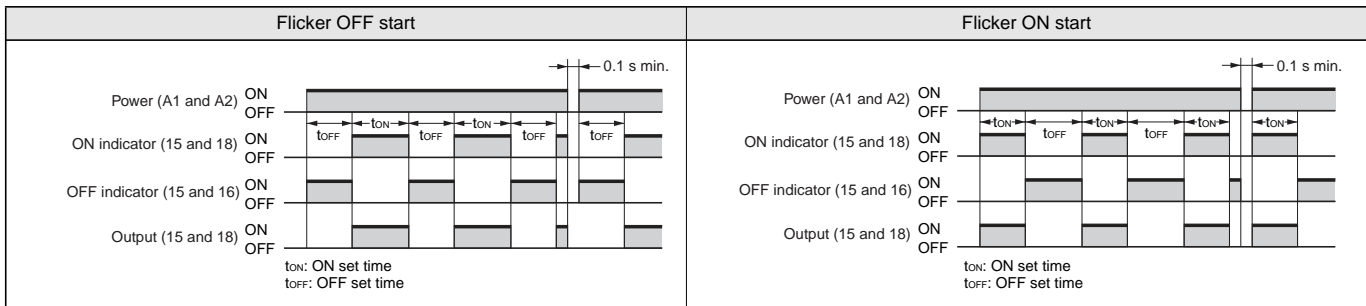 Flicker OFF start
0.1 s min.
Power (A1 and A2) ON
OFF
tOFF tON tOFF tON tOFF tOFF
ON indicator (15 and 18) ON
OFF
OFF indicator (15 and 16) ON
OFF
Output (15 and 18) ON
OFF
tON: ON set time
tOFF: OFF set time
Flicker ON start
0.1 s min.
Power (A1 and A2) ON
OFF
tON tOFF tON tOFF tON tON
ON indicator (15 and 18) ON
OFF
OFF indicator (15 and 16) ON
OFF
Output (15 and 18) ON
OFF
tON: ON set time
tOFF: OFF set time